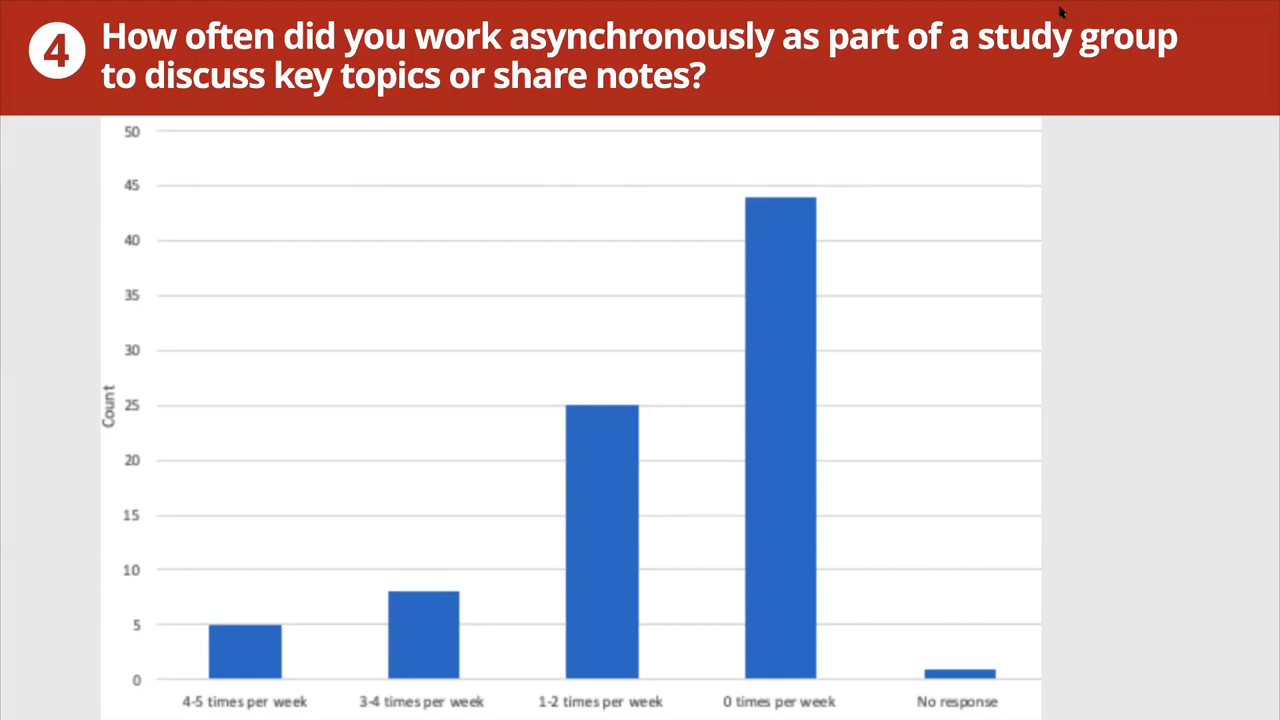 4
How often did you work asynchronously as part of a study group
to discuss key topics or share notes?
50
45
40
35
30
25
20
15
10
5
0
Count
4-5 times per week
3-4 times per week
1-2 times per week
0 times per week
No response